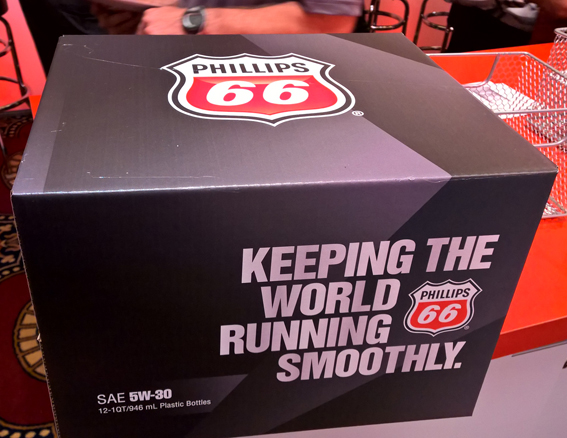 PHILLIPS
66
®
KEEPING THE
WORLD
RUNNING
SMOOTHLY.
PHILLIPS
66
SAE 5W-30
12-1QT/946 mL Plastic Bottles